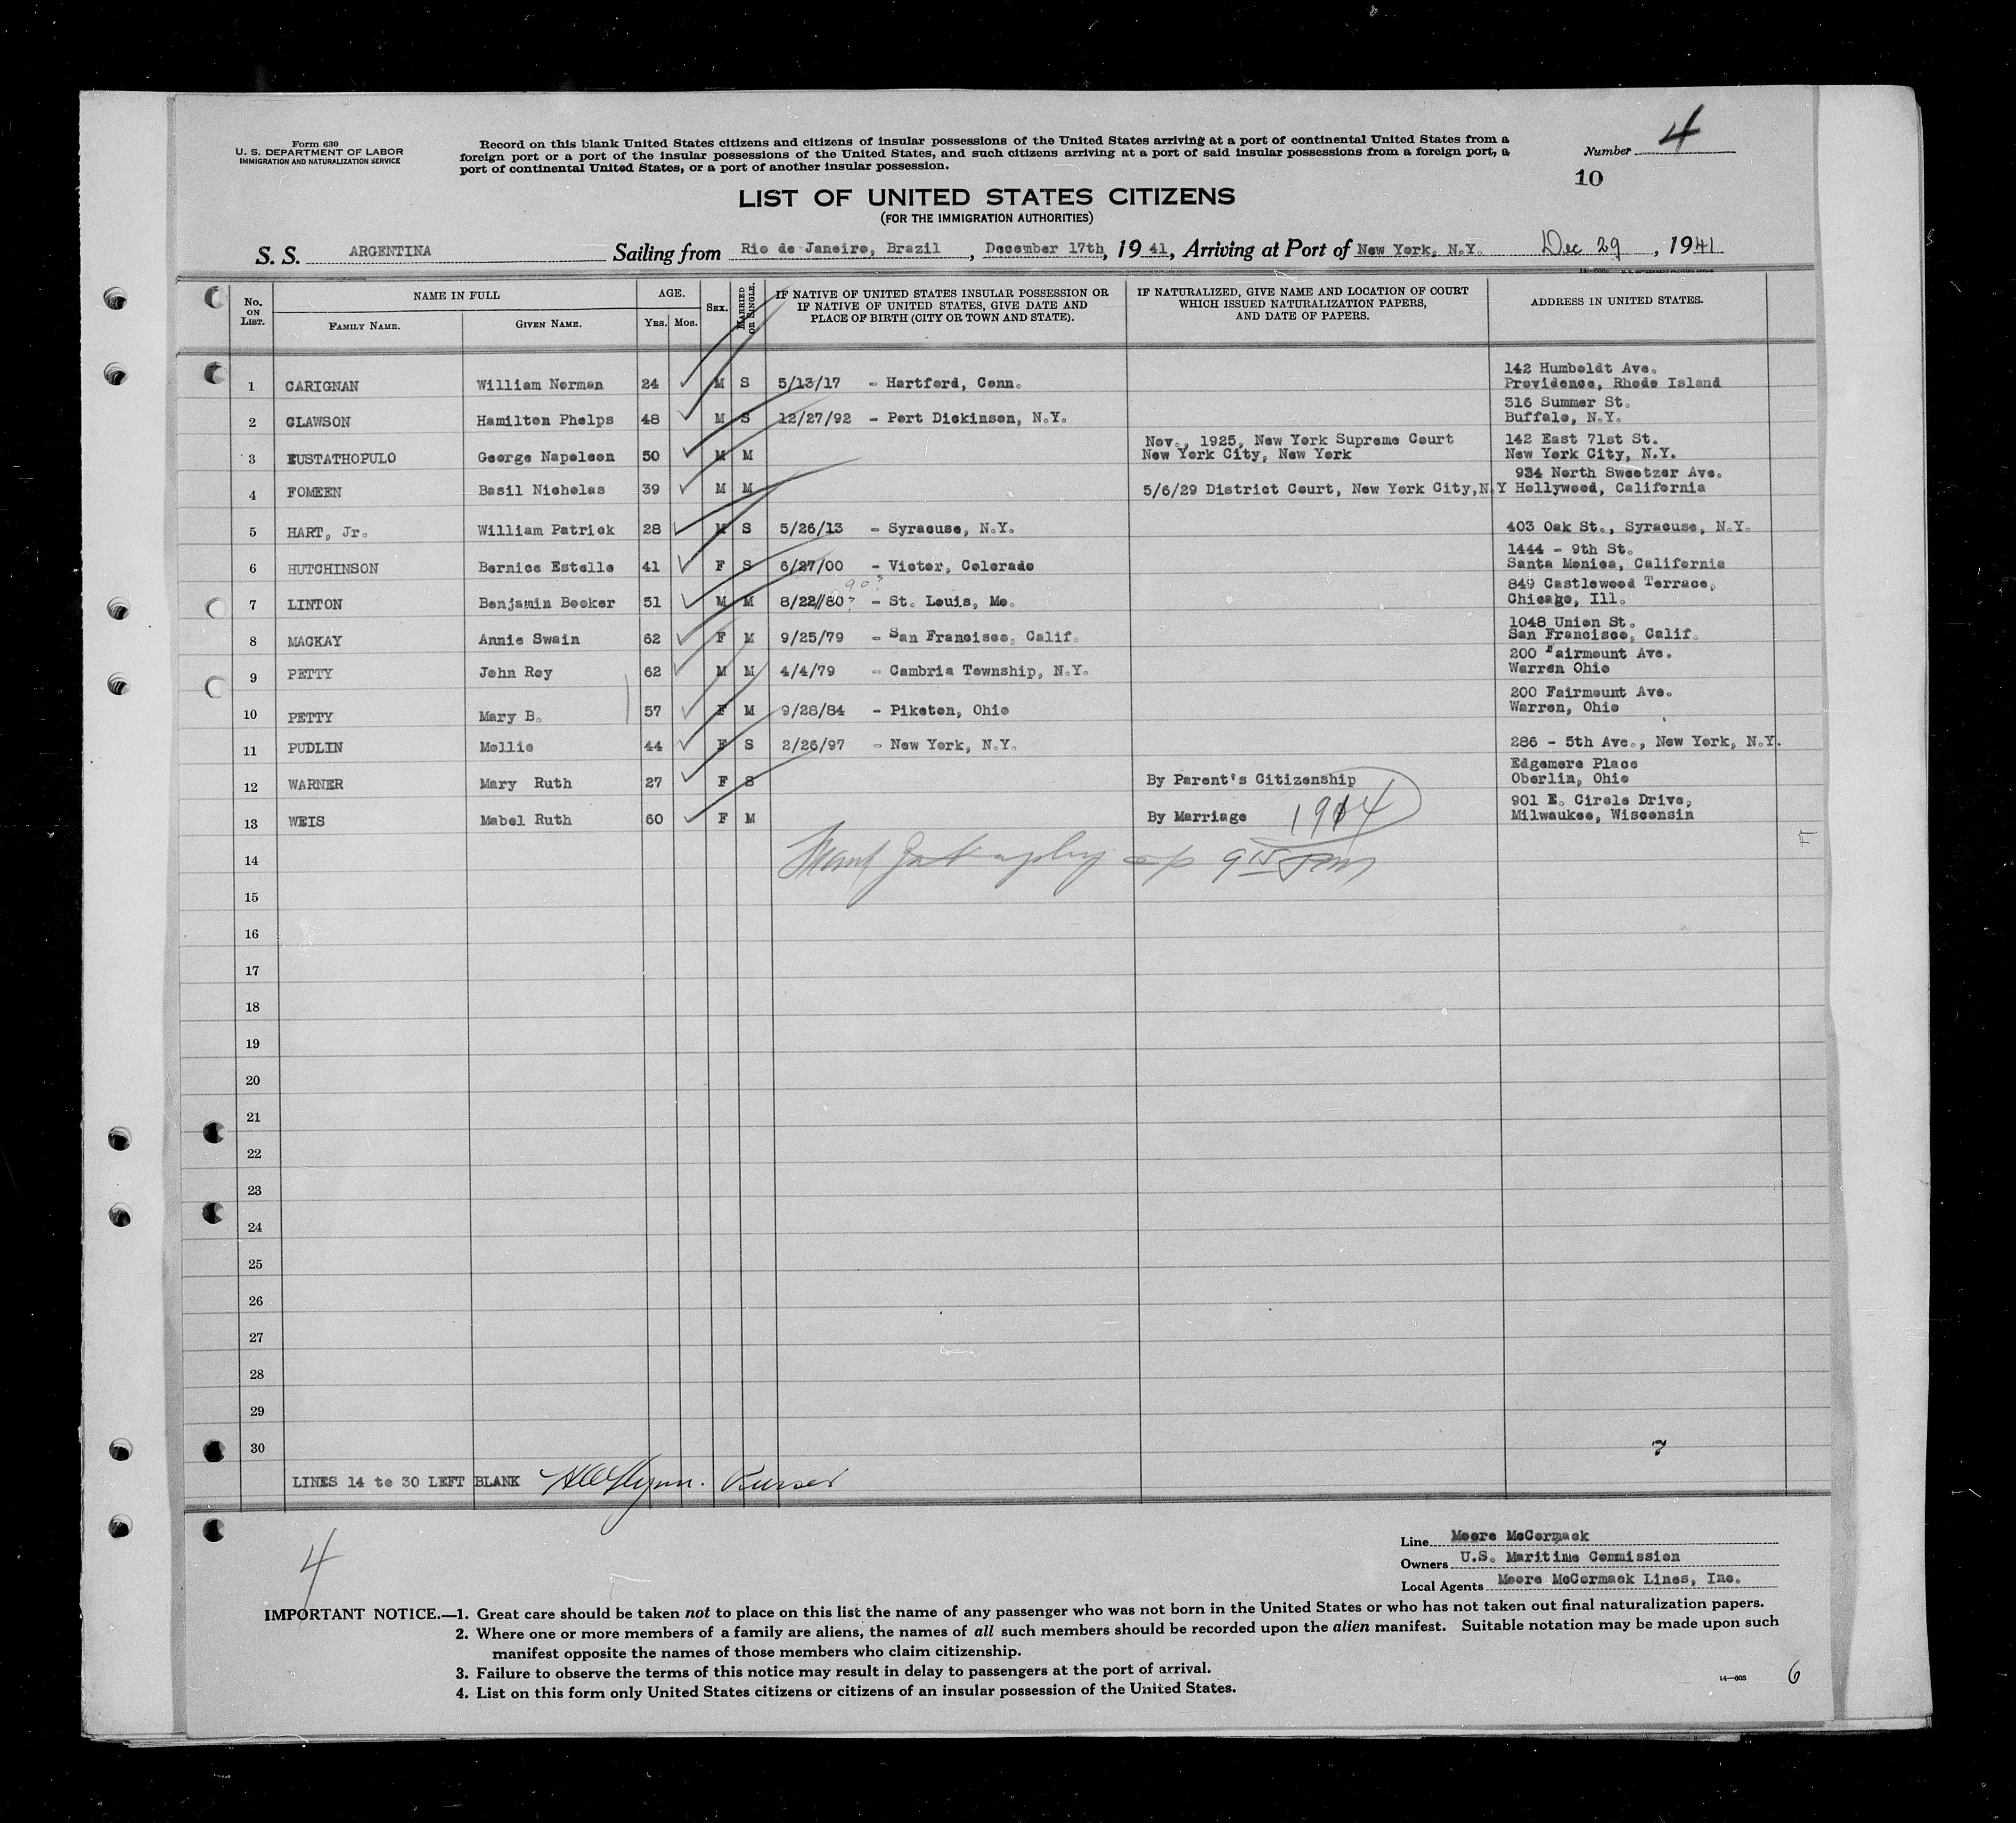 Form 630
U. S. DEPARTMENT OF LABOR
IMMIGRATION AND NATURALIZATION SERVICE
Record on this blank United States citizens and citizens of insular possessions of the United States arriving at a port of continental United States from a
foreign port or a port of the insular possessions of the United States, and such citizens arriving at a port of said insular possessions from a foreign port, a
port of continental United States, or a port of another insular possession.
Number 4
10
LIST OF UNITED STATES CITIZENS
(FOR THE IMMIGRATION AUTHORITIES)
S. S. ARGENTINA Sailing from Rio de Janeiro, Brazil, December 17th, 1941, Arriving at Port of New York, N.Y. Dec 29, 1941
No. ON LIST. NAME IN FULL FAMILY NAME. GIVEN NAME. AGE. YRS. MOS. SEX. MARRIED OR SINGLE. IF NATIVE OF UNITED STATES INSULAR POSSESSION OR IF NATIVE OF UNITED STATES, GIVE DATE AND PLACE OF BIRTH (CITY OR TOWN AND STATE). IF NATURALIZED, GIVE NAME AND LOCATION OF COURT WHICH ISSUED NATURALIZATION PAPERS, AND DATE OF PAPERS. ADDRESS IN UNITED STATES.
1 CARIGNAN William Norman 24 M S 5/13/17 - Hartford, Conn. 142 Humboldt Ave. Providence, Rhode Island
2 CLAWSON Hamilton Phelps 48 M S 12/27/92 - Port Dickinson, N.Y. 316 Summer St. Buffalo, N.Y.
3 EUSTATHOPULO George Napoleon 50 M M Nov., 1925, New York Supreme Court New York City, New York 142 East 71st St. New York City, N.Y.
4 FOMEEN Basil Nicholas 39 M M 5/6/29 District Court, New York City, N.Y 934 North Sweetzer Ave. Hollywood, California
5 HART, Jr. William Patrick 28 M S 5/26/13 - Syracuse, N.Y. 403 Oak St., Syracuse, N.Y.
6 HUTCHINSON Bernice Estelle 41 F S 6/27/00 - Victor, Colorado 1444 - 9th St. Santa Monica, California
7 LINTON Benjamin Booker 51 M M 8/22/80 90? - St. Louis, Mo. 849 Castlewood Terrace, Chicago, Ill.
8 MACKAY Annie Swain 62 F M 9/25/79 - San Francisco, Calif. 1048 Union St. San Francisco, Calif.
9 PETTY John Roy 62 M M 4/4/79 - Cambria Township, N.Y. 200 Fairmount Ave. Warren Ohio
10 PETTY Mary B. 57 F M 9/28/84 - Piketon, Ohio 200 Fairmount Ave. Warren, Ohio
11 PUDLIN Mollie 44 F S 2/26/97 - New York, N.Y. 286 - 5th Ave., New York, N.Y.
12 WARNER Mary Ruth 27 F S By Parent's Citizenship Edgemere Place Oberlin, Ohio
13 WEIS Mabel Ruth 60 F M By Marriage 1914 901 E. Circle Drive, Milwaukee, Wisconsin
14
15
16
17
18
19
20
21
22
23
24
25
26
27
28
29
30
7
LINES 14 to 30 LEFT BLANK Purser
4
Line Moore McCormack
Owners U.S. Maritime Commission
Local Agents Moore McCormack Lines, Inc.
IMPORTANT NOTICE.—1. Great care should be taken not to place on this list the name of any passenger who was not born in the United States or who has not taken out final naturalization papers.
2. Where one or more members of a family are aliens, the names of all such members should be recorded upon the alien manifest. Suitable notation may be made upon such
manifest opposite the names of those members who claim citizenship.
3. Failure to observe the terms of this notice may result in delay to passengers at the port of arrival.
4. List on this form only United States citizens or citizens of an insular possession of the United States.
6